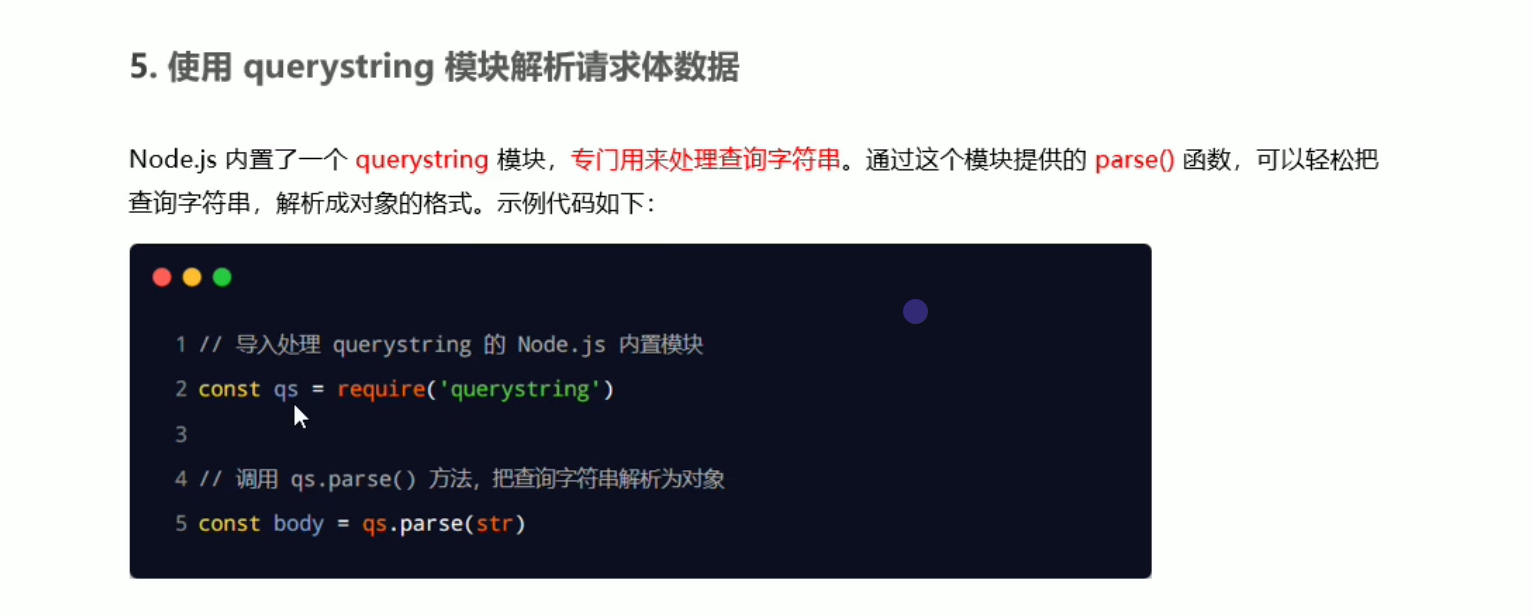 5. 使用 querystring 模块解析请求体数据
Node.js 内置了一个 querystring 模块，专门用来处理查询字符串。通过这个模块提供的 parse() 函数，可以轻松把
查询字符串，解析成对象的格式。示例代码如下：
1 // 导入处理 querystring 的 Node.js 内置模块
2 const qs = require('querystring')
3
4 // 调用 qs.parse() 方法，把查询字符串解析为对象
5 const body = qs.parse(str)